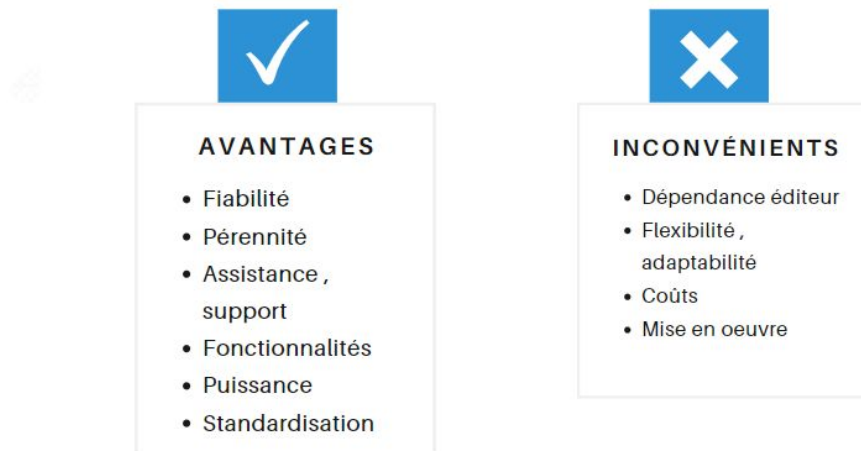 AVANTAGES
• Fiabilité
• Pérennité
• Assistance ,
support
• Fonctionnalités
• Puissance
• Standardisation
INCONVÉNIENTS
• Dépendance éditeur
• Flexibilité ,
adaptabilité
• Coûts
• Mise en oeuvre